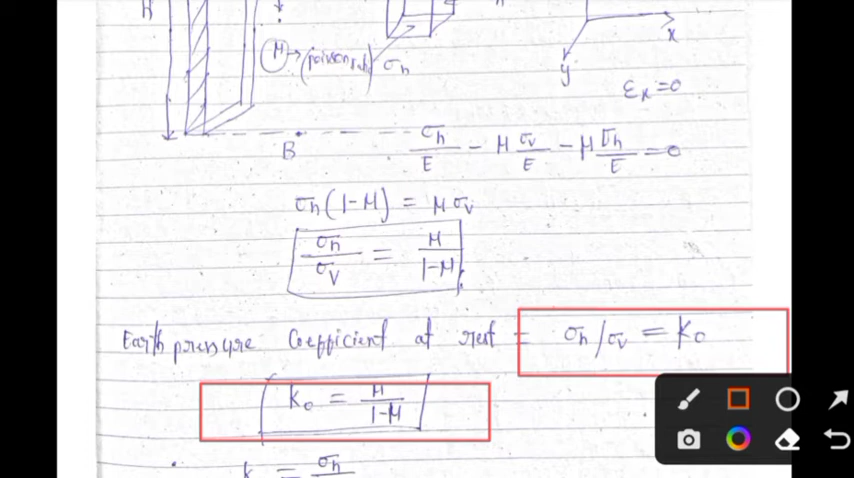 H
μ → (poisson ratio) σh
x
y
εx = 0
B
σh/E − μ σv/E − μ σh/E = 0
σh(1−μ) = μ σv
σh/σv = μ/1−μ
Earth pressure Coefficient at rest = σh/σv = K0
K0 = μ/1−μ
k = σh